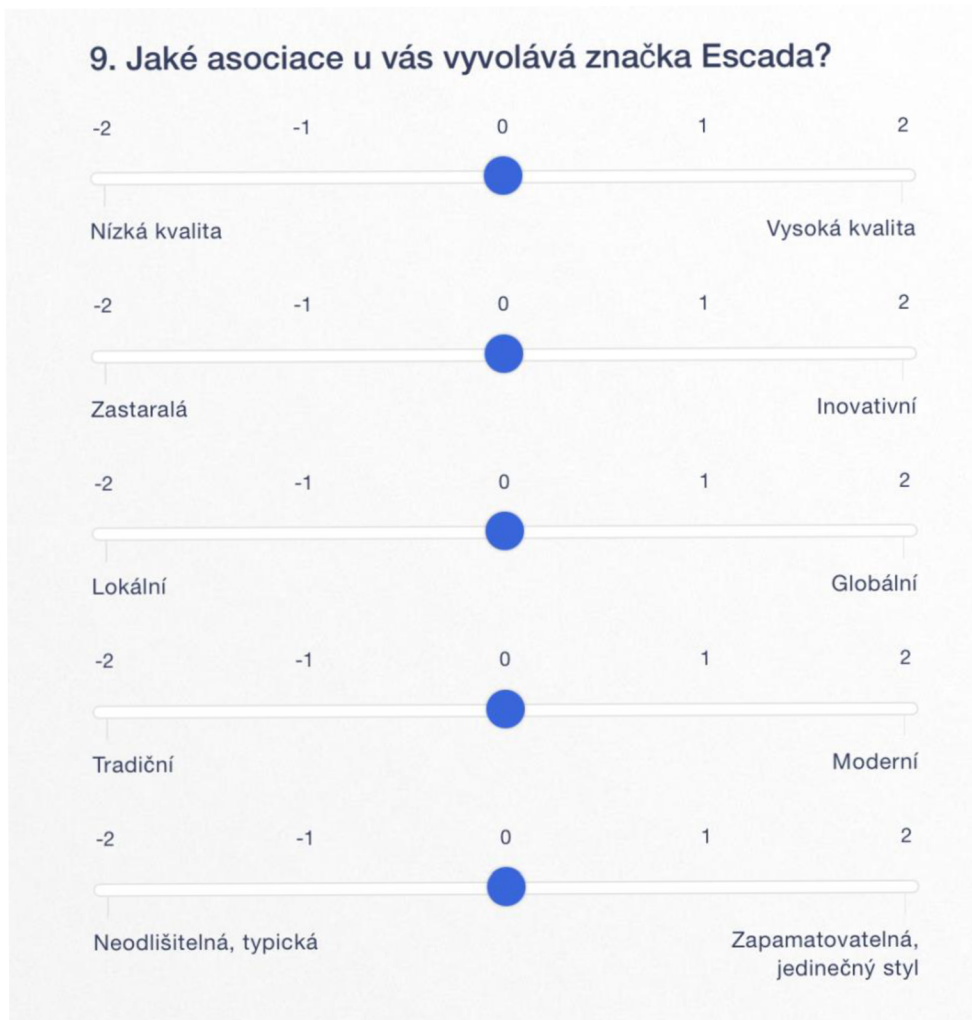 9. Jaké asociace u vás vyvolává značka Escada?
-2 -1 0 1 2
Nízká kvalita Vysoká kvalita
-2 -1 0 1 2
Zastaralá Inovativní
-2 -1 0 1 2
Lokální Globální
-2 -1 0 1 2
Tradiční Moderní
-2 -1 0 1 2
Neodlišitelná, typická Zapamatovatelná,
jedinečný styl